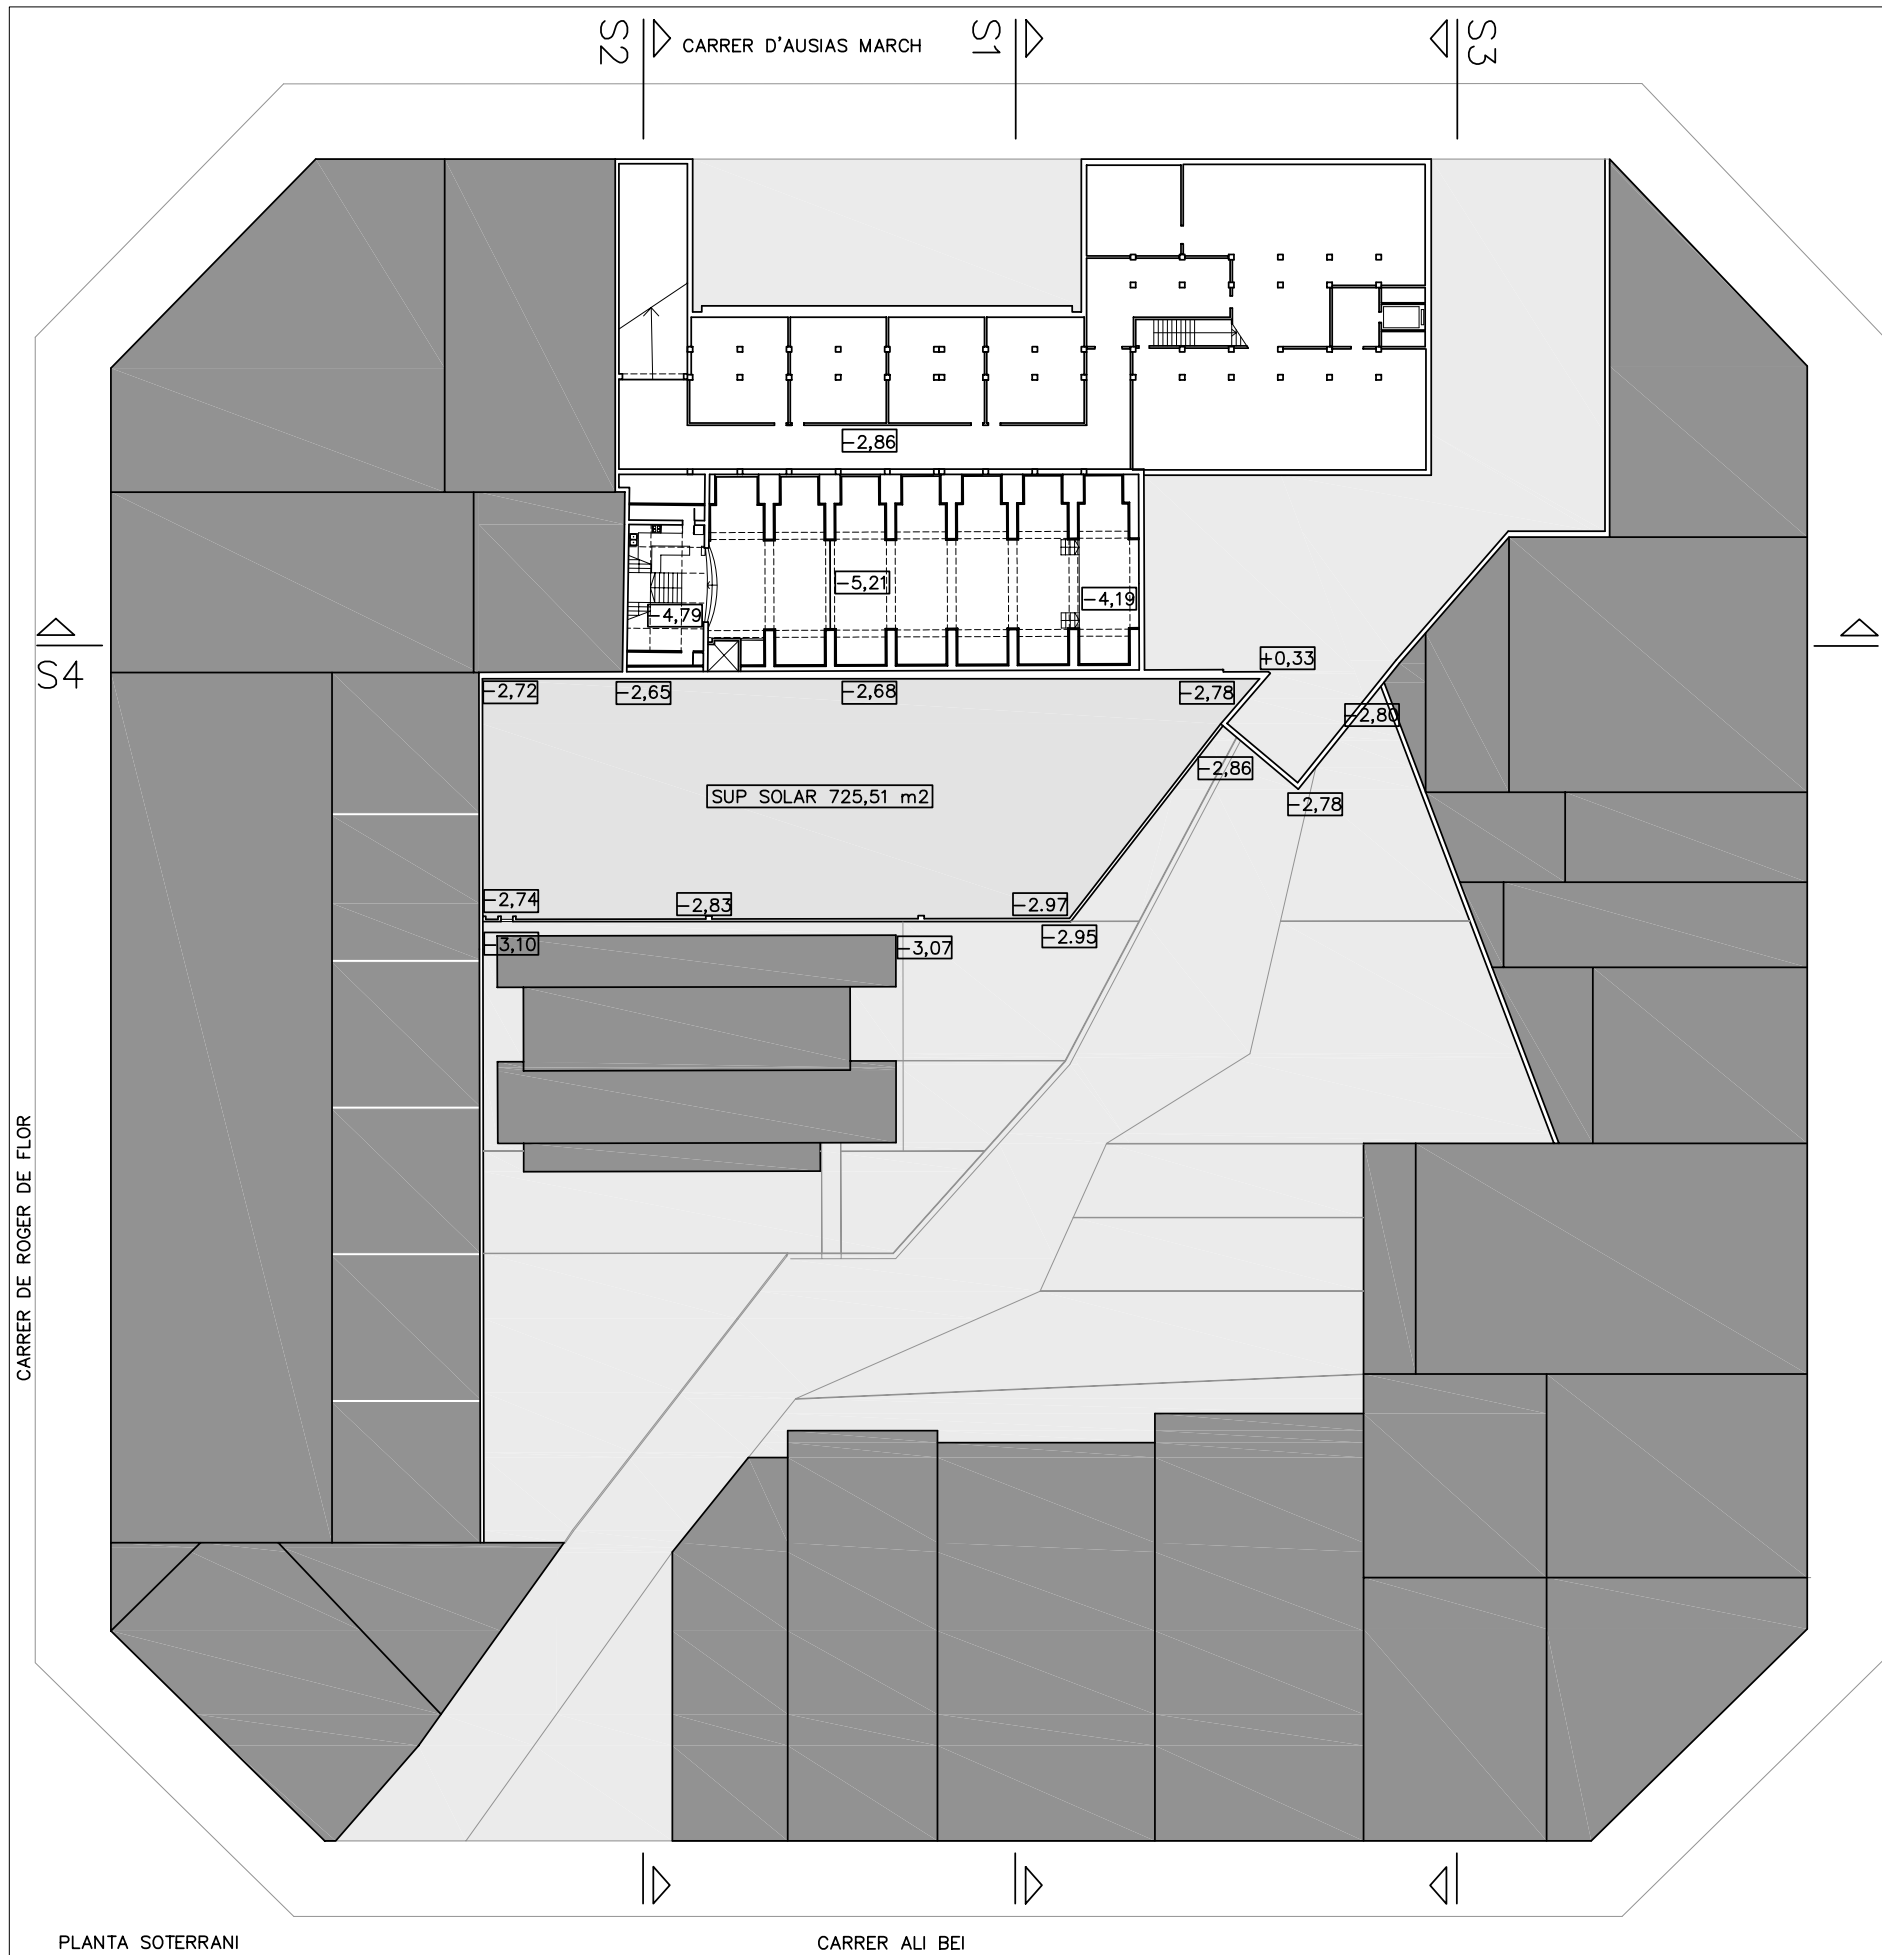 S2
CARRER D'AUSIAS MARCH
S1
S3
-2,86
-5,21
-4,19
-4,79
S4
+0,33
-2,72
-2,65
-2,68
-2,78
-2,80
-2,86
SUP SOLAR 725,51 m2
-2,78
-2,74
-2,83
-2.97
-2.95
-3,10
-3,07
CARRER DE ROGER DE FLOR
PLANTA SOTERRANI
CARRER ALI BEI